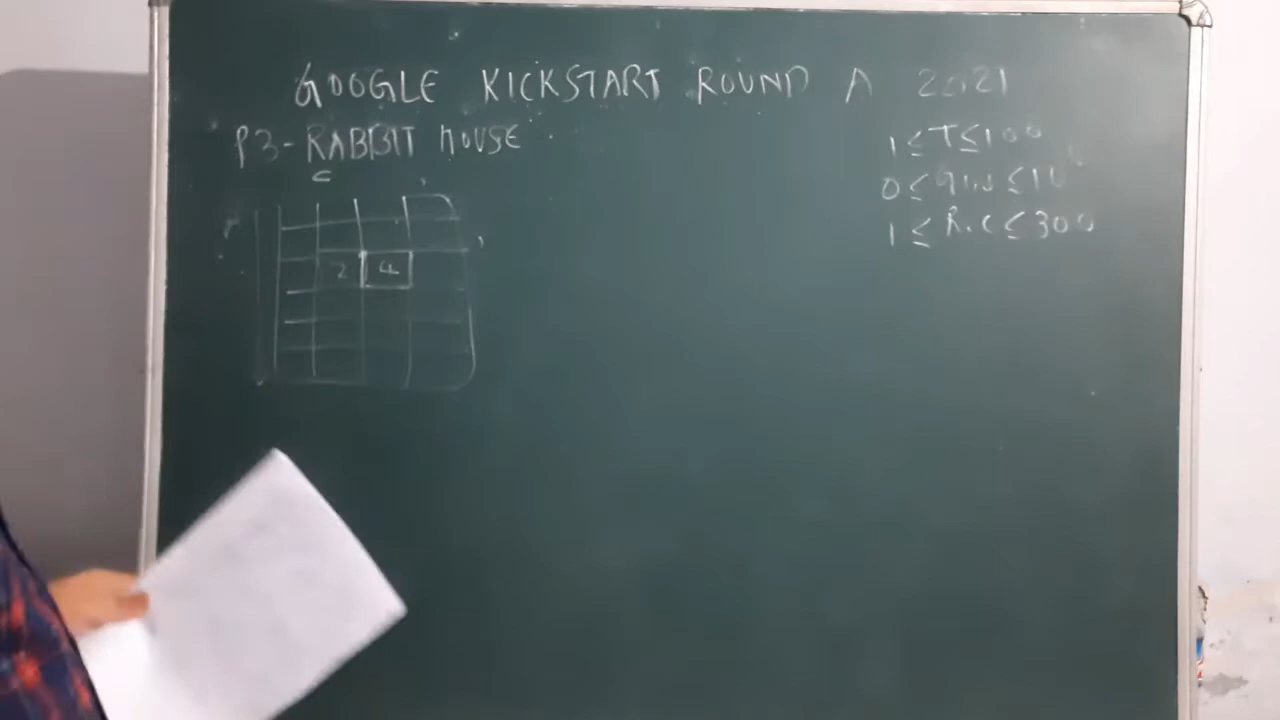 GOOGLE KICKSTART ROUND A 2021
P3- RABBIT HOUSE
1 ≤ T ≤ 100
0 ≤ Gi,j ≤ 10
1 ≤ R,C ≤ 300
C
r
2 4